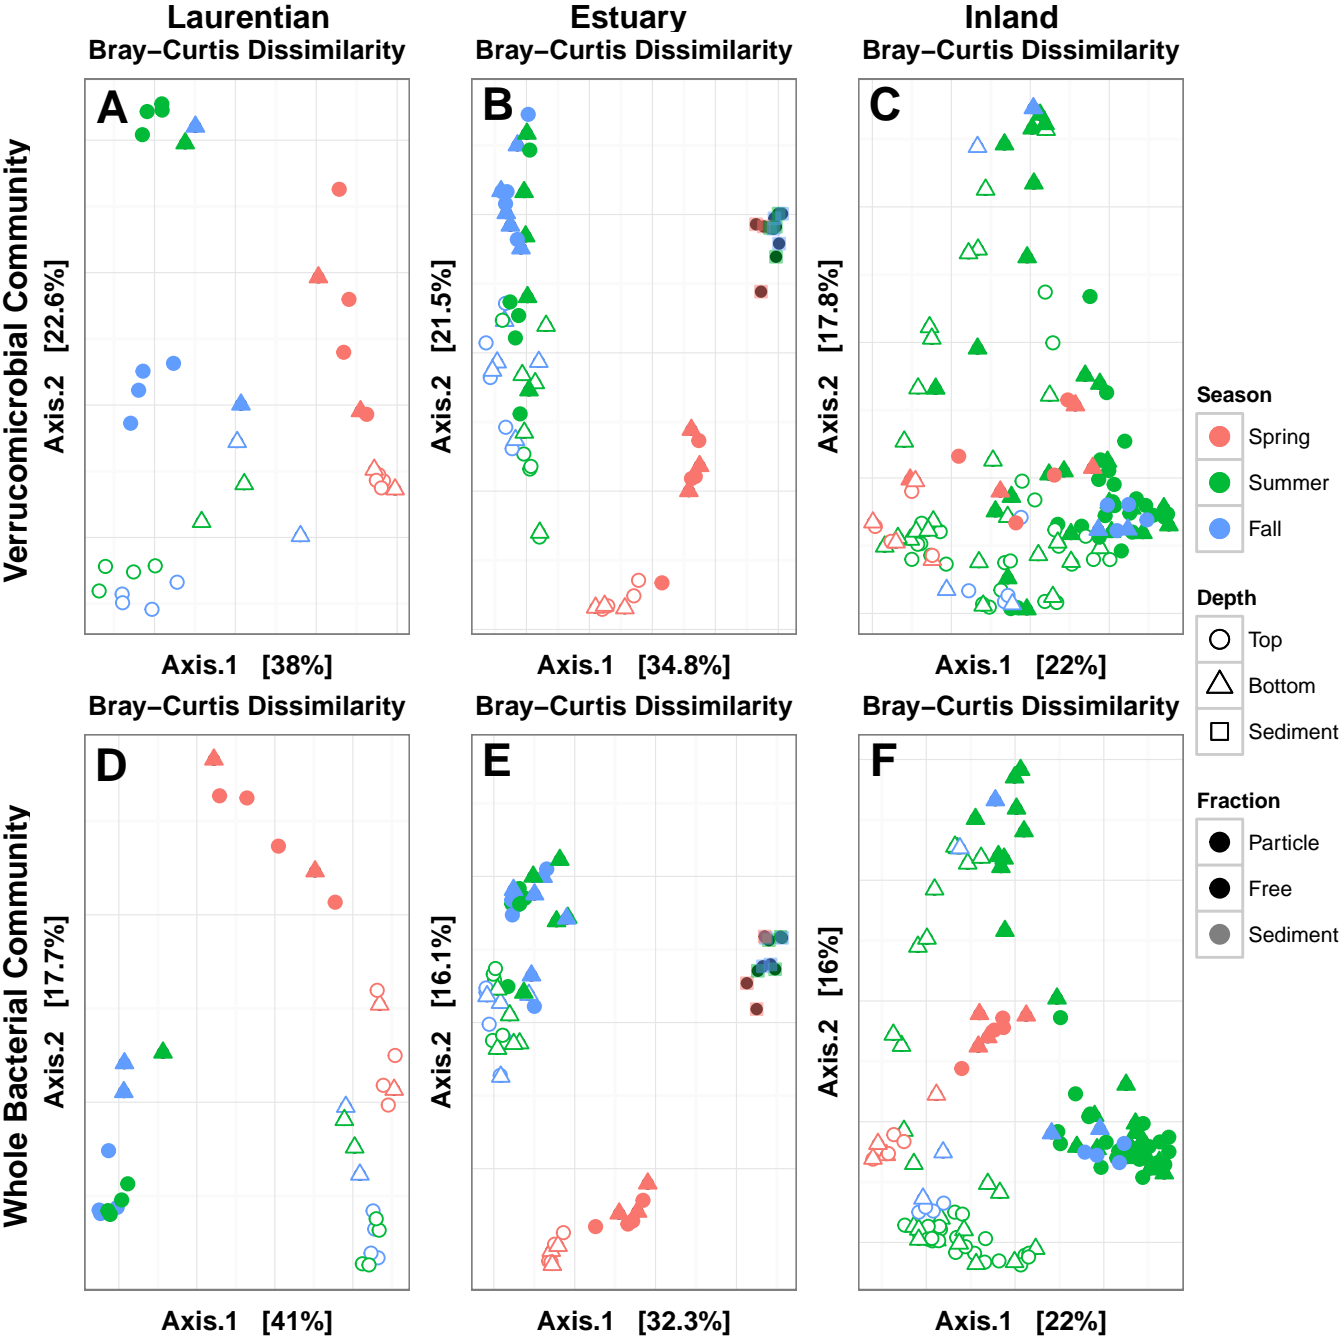 Laurentian
Estuary
Inland
Bray–Curtis Dissimilarity
Bray–Curtis Dissimilarity
Bray–Curtis Dissimilarity
Verrucomicrobial Community
A
Axis.2 [22.6%]
Axis.1 [38%]
B
Axis.2 [21.5%]
Axis.1 [34.8%]
C
Axis.2 [17.8%]
Axis.1 [22%]
Bray–Curtis Dissimilarity
Bray–Curtis Dissimilarity
Bray–Curtis Dissimilarity
Whole Bacterial Community
D
Axis.2 [17.7%]
Axis.1 [41%]
E
Axis.2 [16.1%]
Axis.1 [32.3%]
F
Axis.2 [16%]
Axis.1 [22%]
Season
Spring
Summer
Fall
Depth
Top
Bottom
Sediment
Fraction
Particle
Free
Sediment